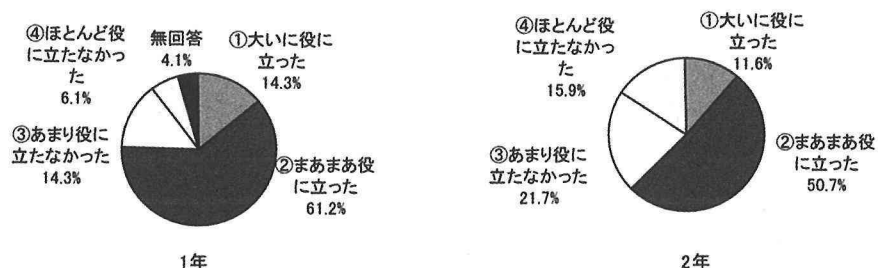 ④ほとんど役
に立たなかっ
た
6.1%
無回答
4.1%
①大いに役に
立った
14.3%
③あまり役に
立たなかった
14.3%
②まあまあ役
に立った
61.2%
1年
④ほとんど役
に立たなかっ
た
15.9%
①大いに役に
立った
11.6%
③あまり役に
立たなかった
21.7%
②まあまあ役
に立った
50.7%
2年